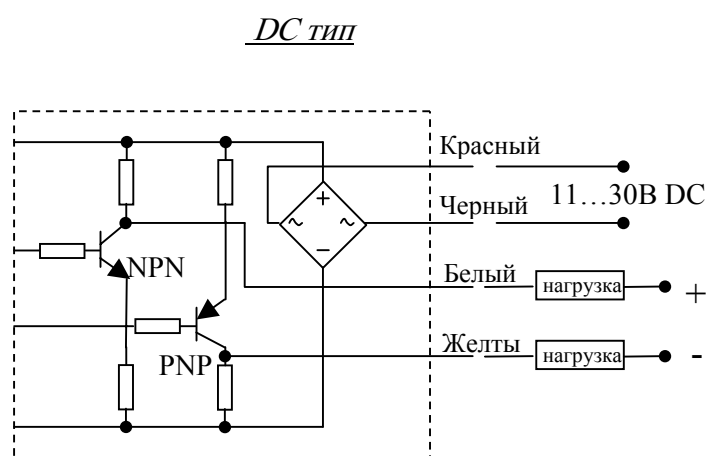 DC тип
Красный
11…30В DC
Черный
NPN
Белый
нагрузка
+
PNP
Желты
нагрузка
-
+
~
~
−